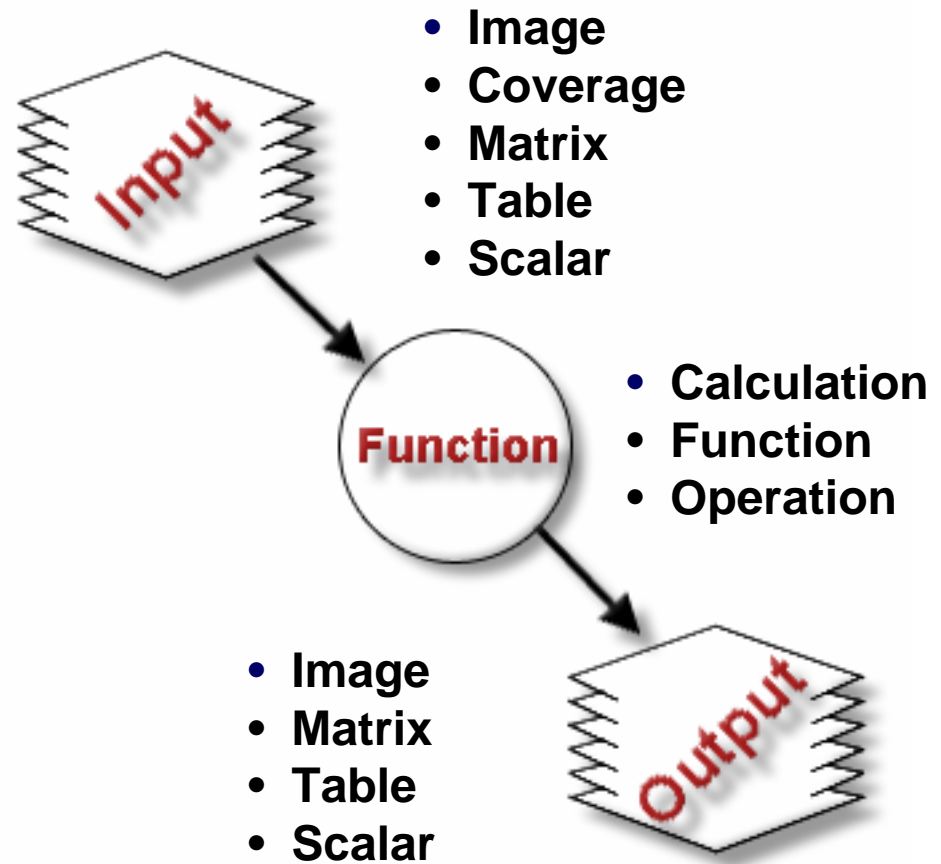 • Image
• Coverage
• Matrix
• Table
• Scalar
Input
Function
• Calculation
• Function
• Operation
• Image
• Matrix
• Table
• Scalar
Output